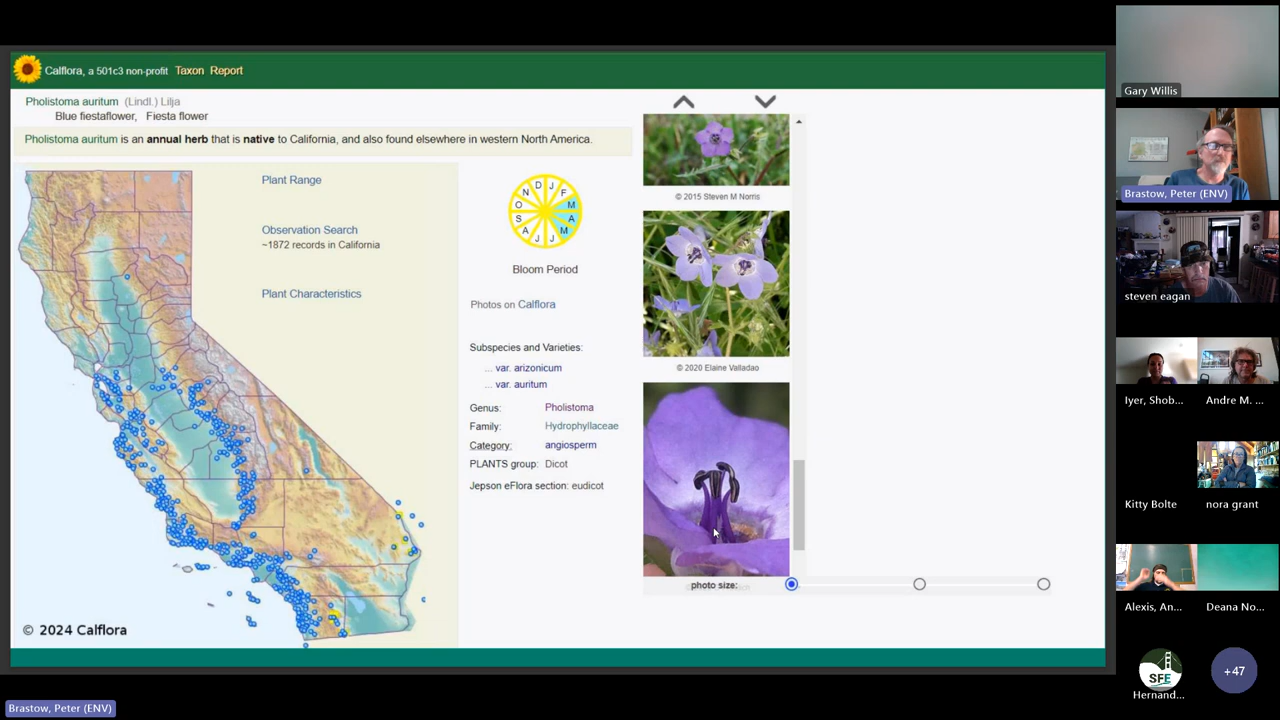 Calflora, a 501c3 non-profit Taxon Report
Pholistoma auritum (Lindl.) Lilja
Blue fiestaflower, Fiesta flower
Pholistoma auritum is an annual herb that is native to California, and also found elsewhere in western North America.
Plant Range
Observation Search
~1872 records in California
Plant Characteristics
© 2024 Calflora
D J F M A M J J A S O N
Bloom Period
Photos on Calflora
Subspecies and Varieties:
... var. arizonicum
... var. auritum
Genus: Pholistoma
Family: Hydrophyllaceae
Category: angiosperm
PLANTS group: Dicot
Jepson eFlora section: eudicot
© 2015 Steven M Norris
© 2020 Elaine Valladao
photo size:
Gary Willis
Brastow, Peter (ENV)
steven eagan
Iyer, Shob...
Andre M. ...
Kitty Bolte
nora grant
Alexis, An...
Deana No...
SFE
Hernand...
+47
Brastow, Peter (ENV)